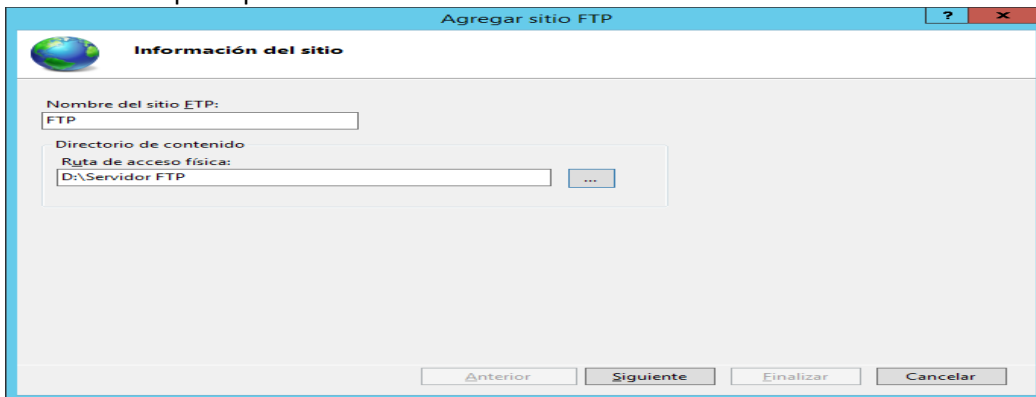 Agregar sitio FTP
?
Información del sitio
Nombre del sitio FTP:
FTP
Directorio de contenido
Ruta de acceso física:
D:\Servidor FTP
...
Anterior Siguiente Finalizar Cancelar